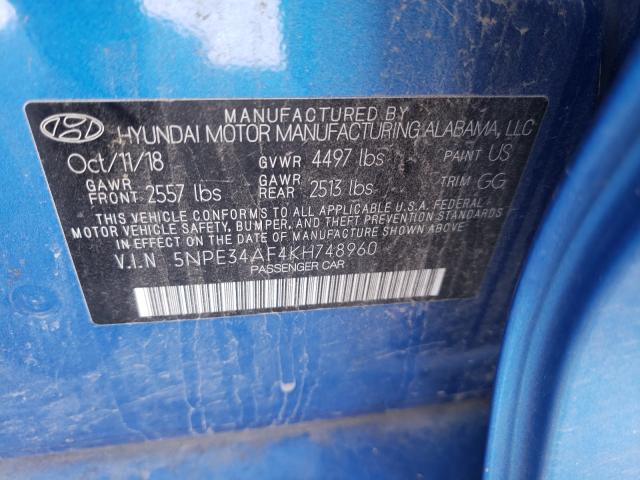 MANUFACTURED BY
HYUNDAI MOTOR MANUFACTURING ALABAMA, LLC
Oct/11/18 GVWR 4497 lbs PAINT US
GAWR FRONT 2557 lbs GAWR REAR 2513 lbs TRIM GG
THIS VEHICLE CONFORMS TO ALL APPLICABLE U.S.A. FEDERAL
MOTOR VEHICLE SAFETY, BUMPER, AND THEFT PREVENTION
STANDARDS IN EFFECT ON THE DATE OF MANUFACTURE SHOWN ABOVE
V.I.N 5NPE34AF4KH748960
PASSENGER CAR